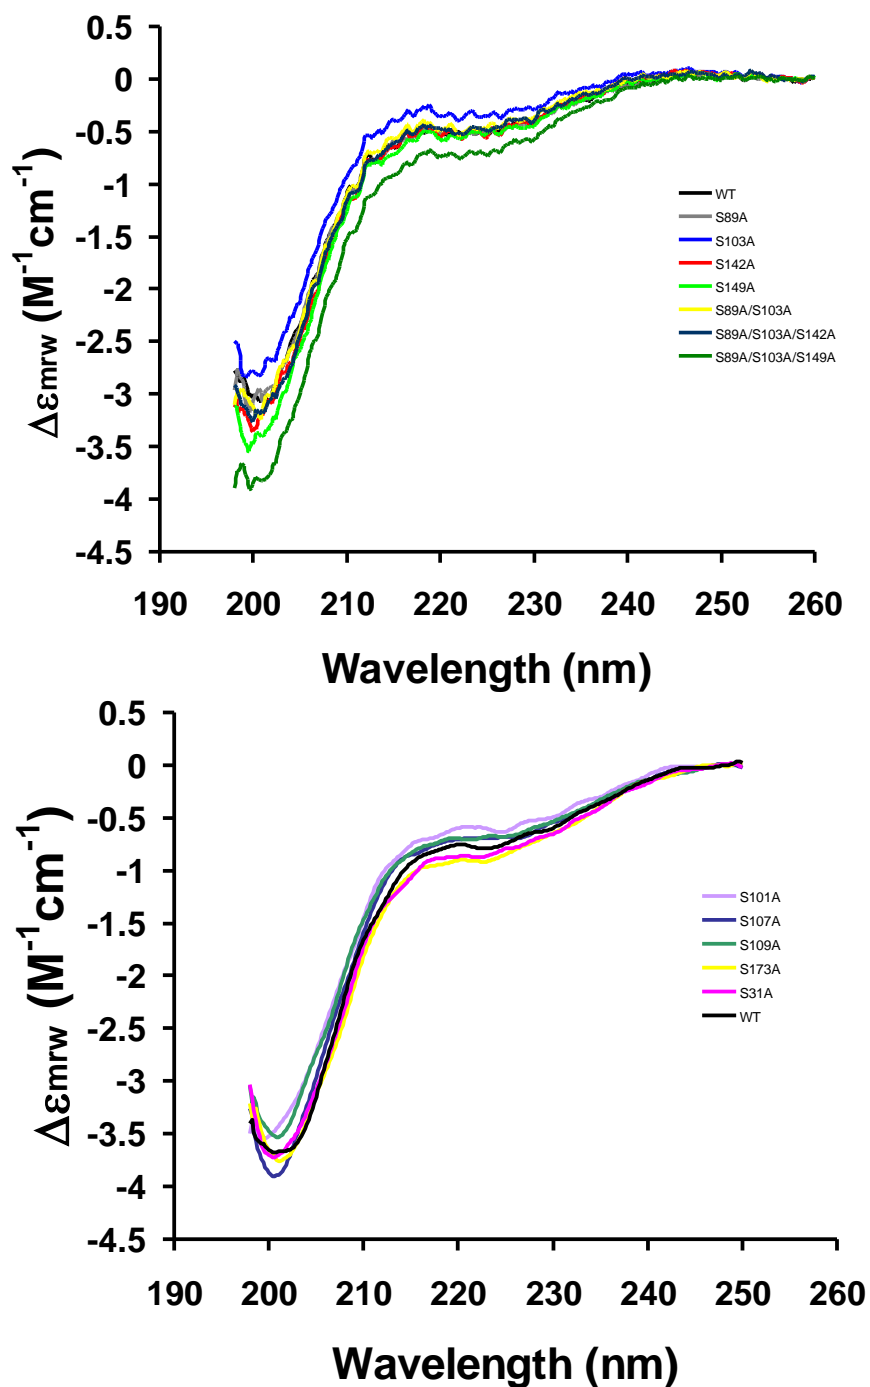 0.5
0
-0.5
-1
-1.5
-2
-2.5
-3
-3.5
-4
-4.5
Δεmrw (M⁻¹cm⁻¹)
WT
S89A
S103A
S142A
S149A
S89A/S103A
S89A/S103A/S142A
S89A/S103A/S149A
190 200 210 220 230 240 250 260
Wavelength (nm)
0.5
0
-0.5
-1
-1.5
-2
-2.5
-3
-3.5
-4
-4.5
Δεmrw (M⁻¹cm⁻¹)
S101A
S107A
S109A
S173A
S31A
WT
190 200 210 220 230 240 250 260
Wavelength (nm)